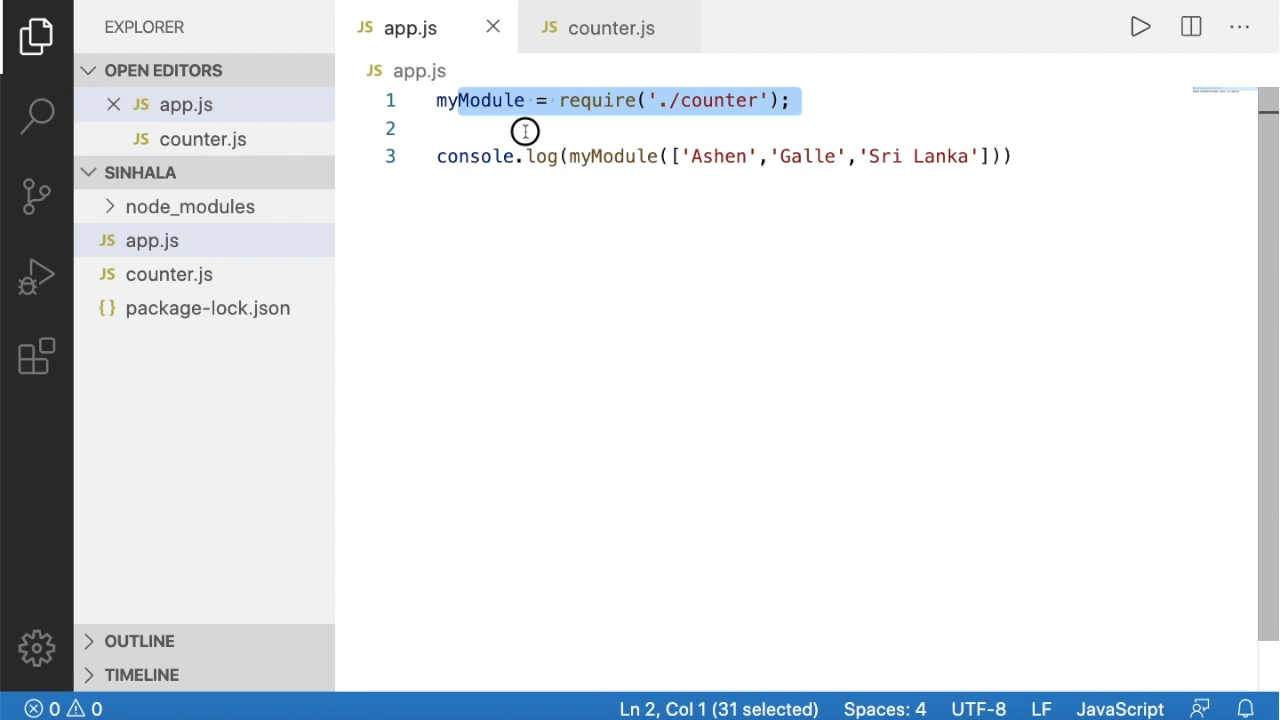 EXPLORER
OPEN EDITORS
JS app.js
JS counter.js
SINHALA
node_modules
JS app.js
JS counter.js
{} package-lock.json
OUTLINE
TIMELINE
JS app.js
JS counter.js
JS app.js
1 myModule = require('./counter');
2
3 console.log(myModule(['Ashen','Galle','Sri Lanka']))
0 0
Ln 2, Col 1 (31 selected)
Spaces: 4
UTF-8
LF
JavaScript